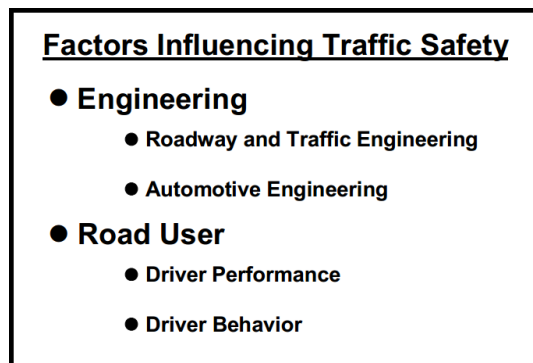 Factors Influencing Traffic Safety
● Engineering
● Roadway and Traffic Engineering
● Automotive Engineering
● Road User
● Driver Performance
● Driver Behavior